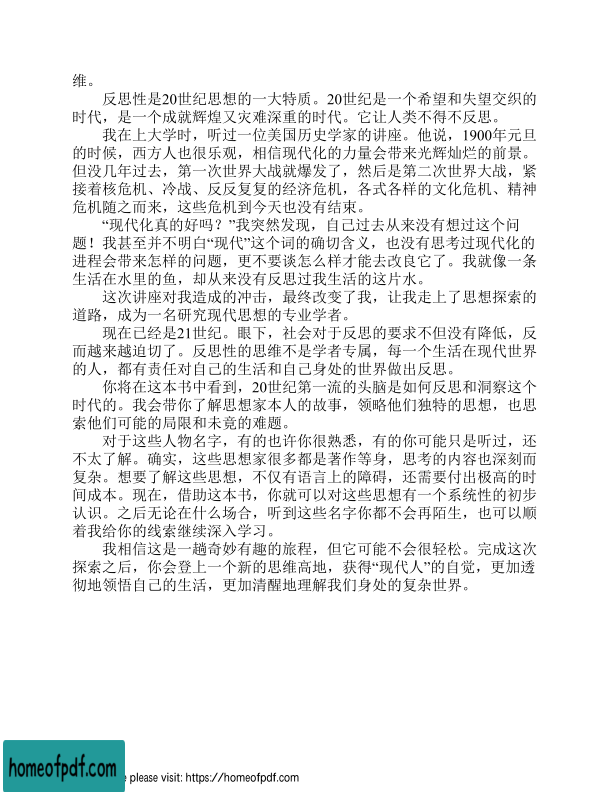 维。
反思性是20世纪思想的一大特质。20世纪是一个希望和失望交织的
时代，是一个成就辉煌又灾难深重的时代。它让人类不得不反思。
我在上大学时，听过一位美国历史学家的讲座。他说，1900年元旦
的时候，西方人也很乐观，相信现代化的力量会带来光辉灿烂的前景。
但没几年过去，第一次世界大战就爆发了，然后是第二次世界大战，紧
接着核危机、冷战、反反复复的经济危机，各式各样的文化危机、精神
危机随之而来，这些危机到今天也没有结束。
“现代化真的好吗？”我突然发现，自己过去从来没有想过这个问
题！我甚至并不明白“现代”这个词的确切含义，也没有思考过现代化的
进程会带来怎样的问题，更不要谈怎么样才能去改良它了。我就像一条
生活在水里的鱼，却从来没有反思过我生活的这片水。
这次讲座对我造成的冲击，最终改变了我，让我走上了思想探索的
道路，成为一名研究现代思想的专业学者。
现在已经是21世纪。眼下，社会对于反思的要求不但没有降低，反
而越来越迫切了。反思性的思维不是学者专属，每一个生活在现代世界
的人，都有责任对自己的生活和自己身处的世界做出反思。
你将在这本书中看到，20世纪第一流的头脑是如何反思和洞察这个
时代的。我会带你了解思想家本人的故事，领略他们独特的思想，也思
索他们可能的局限和未竟的难题。
对于这些人物名字，有的也许你很熟悉，有的你可能只是听过，还
不太了解。确实，这些思想家很多都是著作等身，思考的内容也深刻而
复杂。想要了解这些思想，不仅有语言上的障碍，还需要付出极高的时
间成本。现在，借助这本书，你就可以对这些思想有一个系统性的初步
认识。之后无论在什么场合，听到这些名字你都不会再陌生，也可以顺
着我给你的线索继续深入学习。
我相信这是一趟奇妙有趣的旅程，但它可能不会很轻松。完成这次
探索之后，你会登上一个新的思维高地，获得“现代人”的自觉，更加透
彻地领悟自己的生活，更加清醒地理解我们身处的复杂世界。
homeofpdf.com
please visit: https://homeofpdf.com